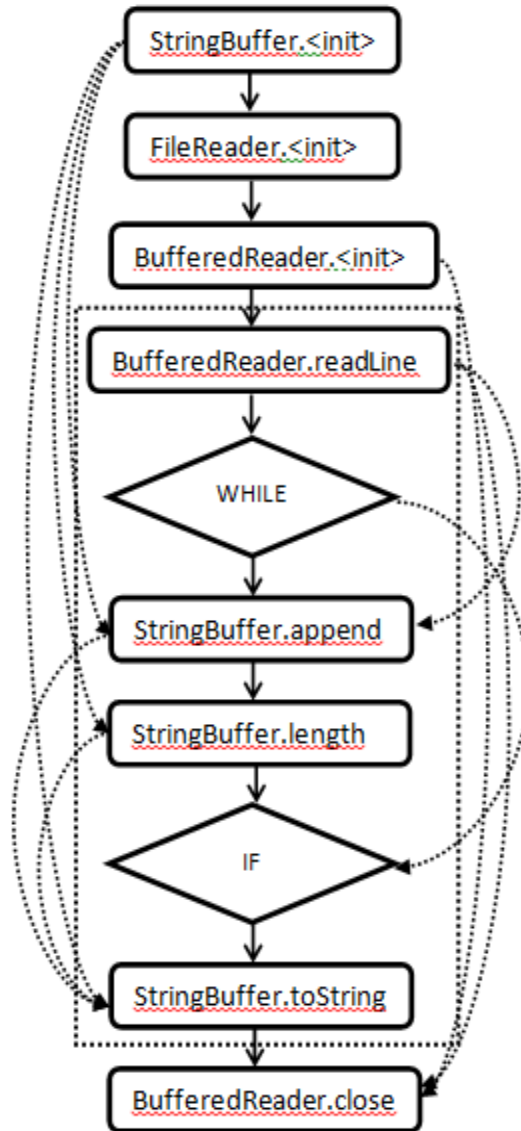 StringBuffer.<init>
FileReader.<init>
BufferedReader.<init>
BufferedReader.readLine
WHILE
StringBuffer.append
StringBuffer.length
IF
StringBuffer.toString
BufferedReader.close